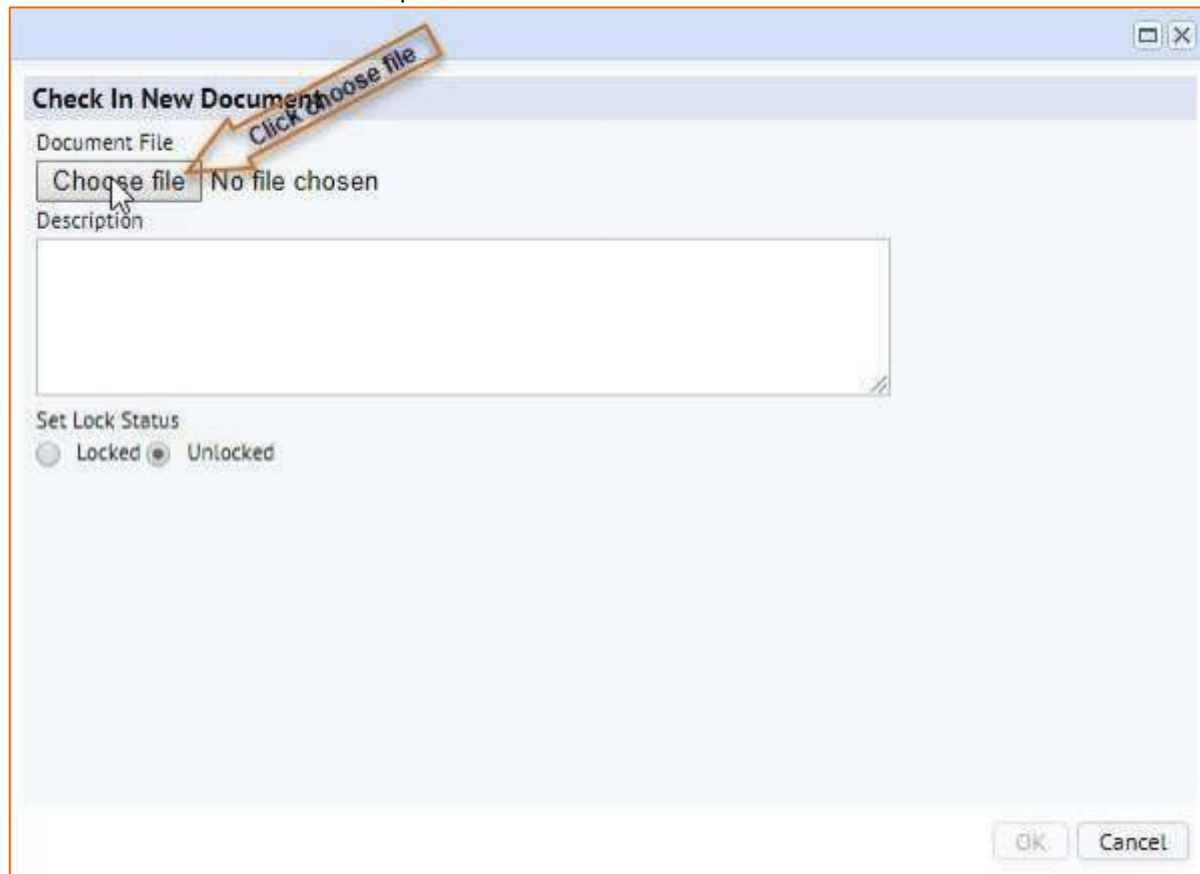 Check In New Document
Click choose file
Document File
Choose file No file chosen
Description
Set Lock Status
Locked Unlocked
OK Cancel